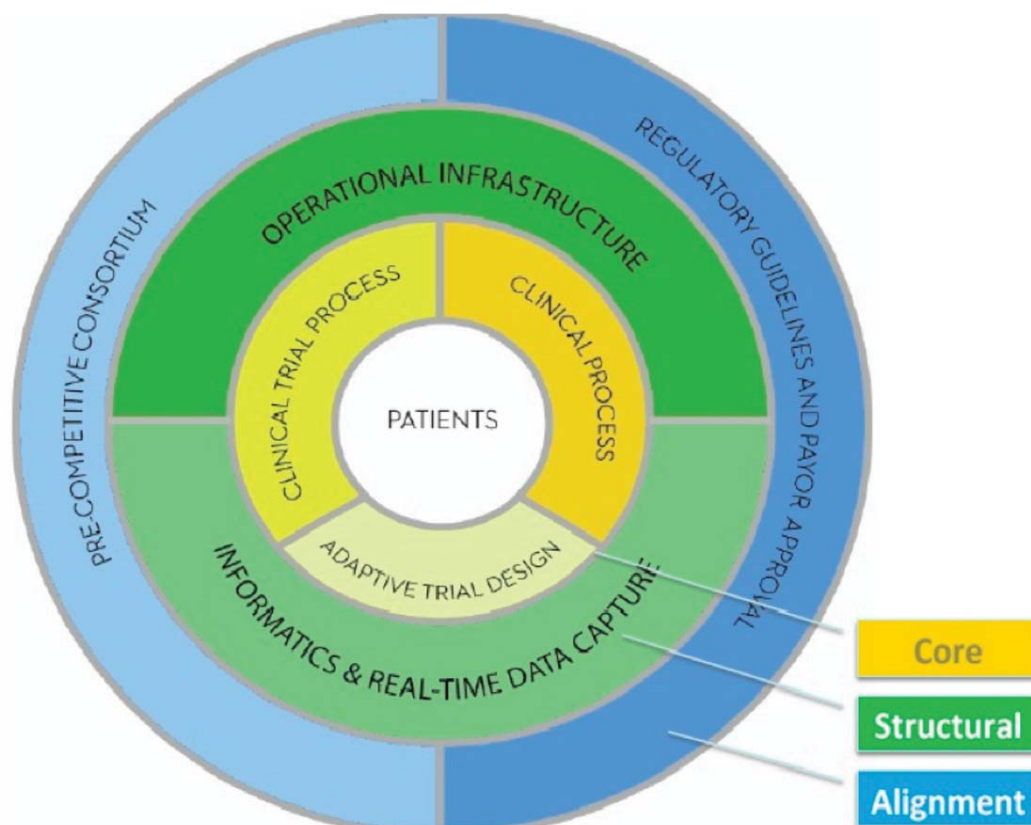 REGULATORY GUIDELINES AND PAYOR APPROVAL
PRE-COMPETITIVE CONSORTIUM
OPERATIONAL INFRASTRUCTURE
CLINICAL TRIAL PROCESS
CLINICAL PROCESS
PATIENTS
ADAPTIVE TRIAL DESIGN
INFORMATICS & REAL-TIME DATA CAPTURE
Core
Structural
Alignment